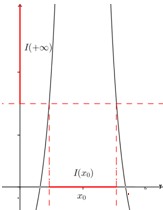 I(+∞)
I(x₀)
x₀